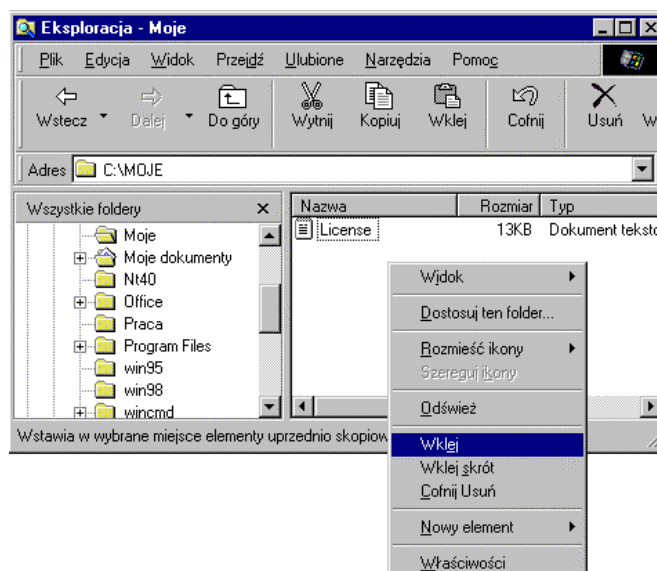 Eksploracja - Moje
Plik Edycja Widok Przejdź Ulubione Narzędzia Pomoc
Wstecz Dalej Do góry Wytnij Kopiuj Wklej Cofnij Usuń W
Adres C:\MOJE
Wszystkie foldery
Moje
Moje dokumenty
Nt40
Office
Praca
Program Files
win95
win98
wincmd
Nazwa Rozmiar Typ
License 13KB Dokument teksto
Widok
Dostosuj ten folder...
Rozmieść ikony
Szereguj ikony
Odśwież
Wklej
Wklej skrót
Cofnij Usuń
Nowy element
Właściwości
Wstawia w wybrane miejsce elementy uprzednio skopiow